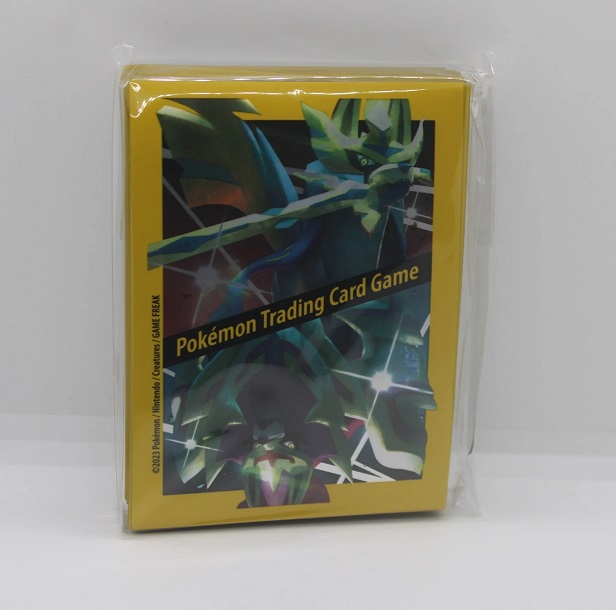 Pokémon Trading Card Game
©2023 Pokémon / Nintendo / Creatures / GAME FREAK